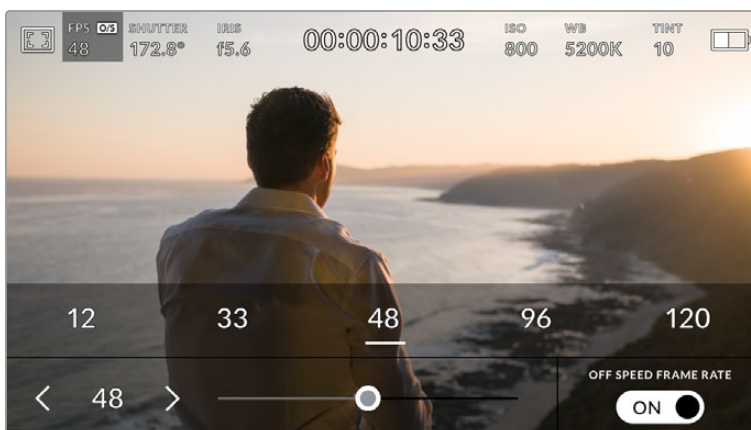 FPS O/S SHUTTER IRIS 00:00:10:33 ISO WB TINT
48 172.8° f5.6 800 5200K 10
12 33 48 96 120
OFF SPEED FRAME RATE
< 48 > ON